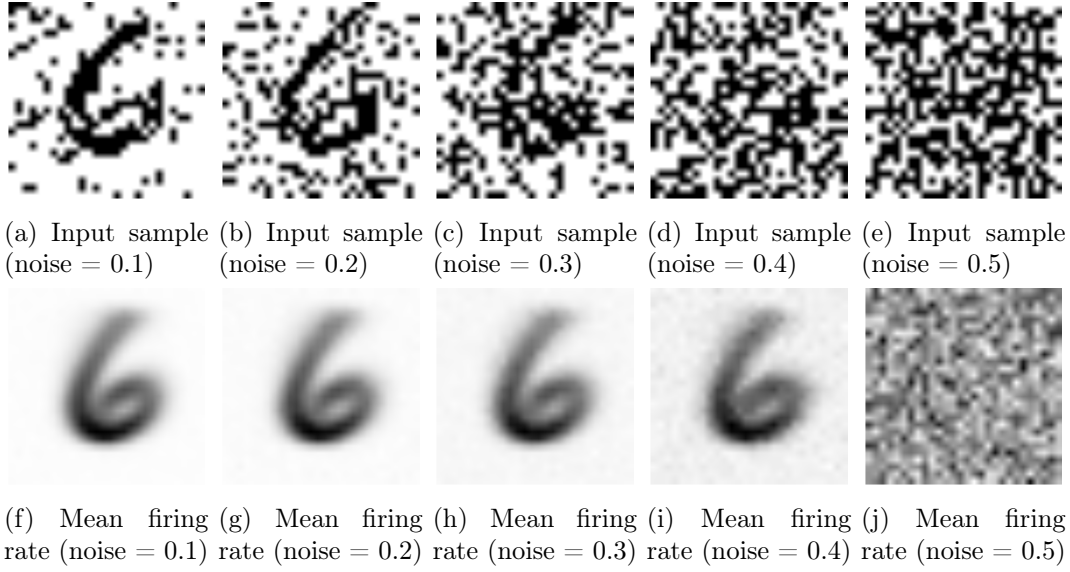 (a) Input sample (b) Input sample (c) Input sample (d) Input sample (e) Input sample
(noise = 0.1) (noise = 0.2) (noise = 0.3) (noise = 0.4) (noise = 0.5)
(f) Mean firing (g) Mean firing (h) Mean firing (i) Mean firing (j) Mean firing
rate (noise = 0.1) rate (noise = 0.2) rate (noise = 0.3) rate (noise = 0.4) rate (noise = 0.5)